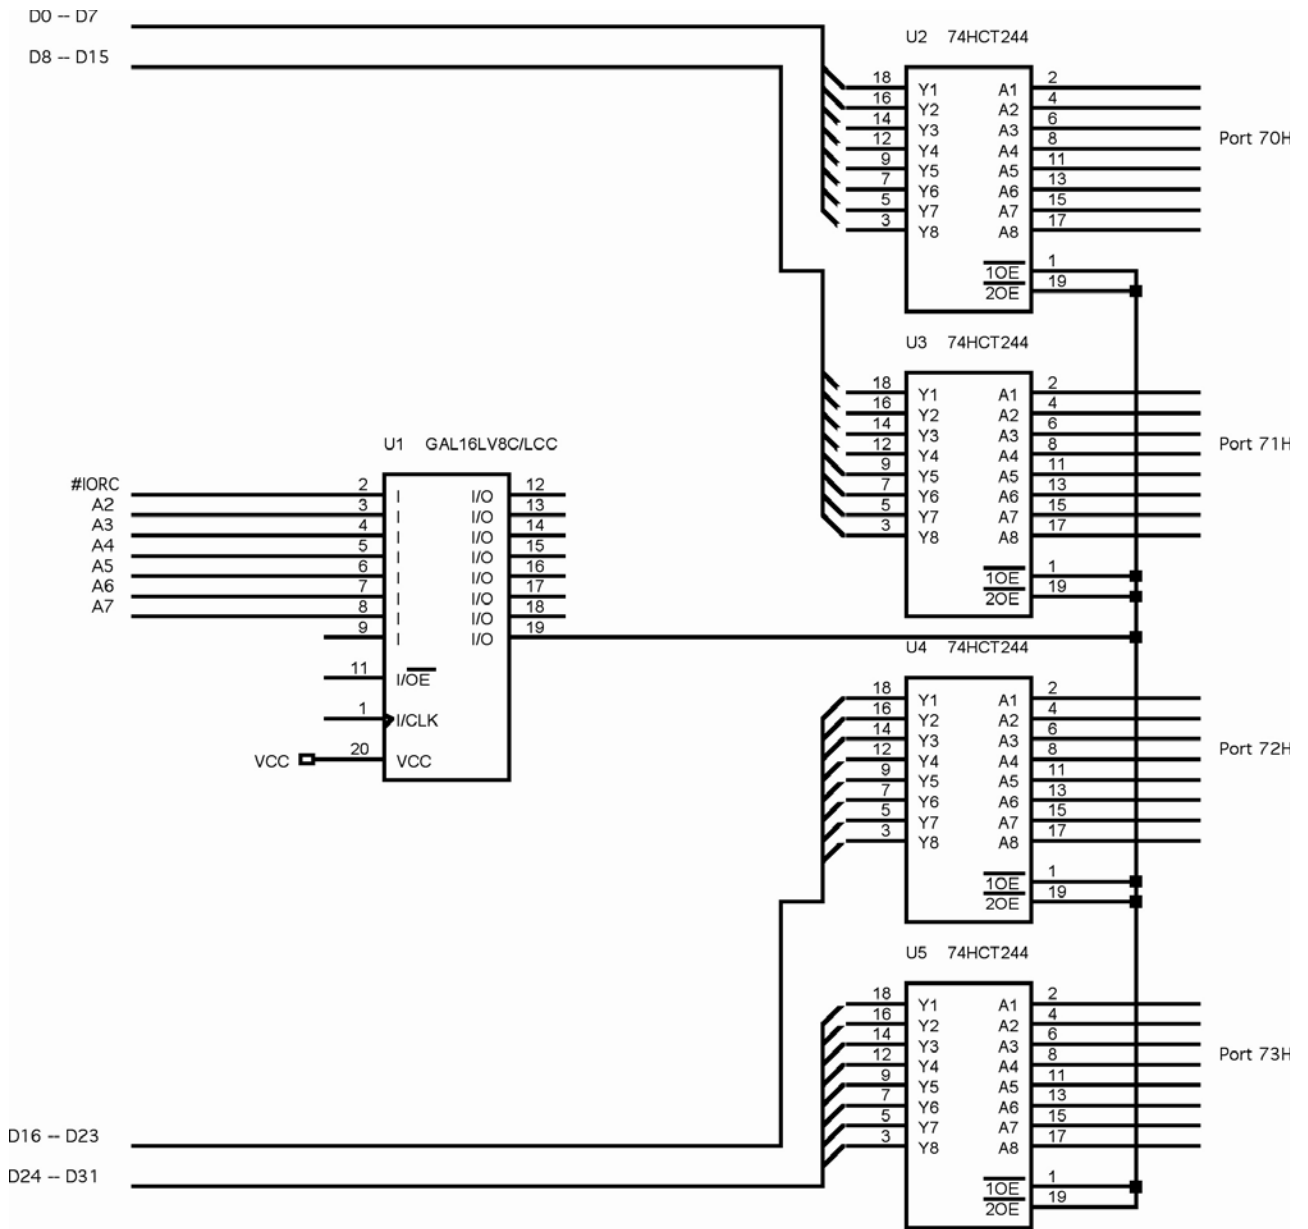 D0 -- D7
D8 -- D15
U2 74HCT244
18 Y1 A1 2
16 Y2 A2 4
14 Y3 A3 6
12 Y4 A4 8
9 Y5 A5 11
7 Y6 A6 13
5 Y7 A7 15
3 Y8 A8 17
Port 70H
1OE 1
2OE 19
U3 74HCT244
18 Y1 A1 2
16 Y2 A2 4
14 Y3 A3 6
12 Y4 A4 8
9 Y5 A5 11
7 Y6 A6 13
5 Y7 A7 15
3 Y8 A8 17
Port 71H
1OE 1
2OE 19
U1 GAL16LV8C/LCC
#IORC 2 I I/O 12
A2 3 I I/O 13
A3 4 I I/O 14
A4 5 I I/O 15
A5 6 I I/O 16
A6 7 I I/O 17
A7 8 I I/O 18
9 I I/O 19
11 I/OE
1 I/CLK
VCC 20 VCC
U4 74HCT244
18 Y1 A1 2
16 Y2 A2 4
14 Y3 A3 6
12 Y4 A4 8
9 Y5 A5 11
7 Y6 A6 13
5 Y7 A7 15
3 Y8 A8 17
Port 72H
1OE 1
2OE 19
U5 74HCT244
18 Y1 A1 2
16 Y2 A2 4
14 Y3 A3 6
12 Y4 A4 8
9 Y5 A5 11
7 Y6 A6 13
5 Y7 A7 15
3 Y8 A8 17
Port 73H
1OE 1
2OE 19
D16 -- D23
D24 -- D31